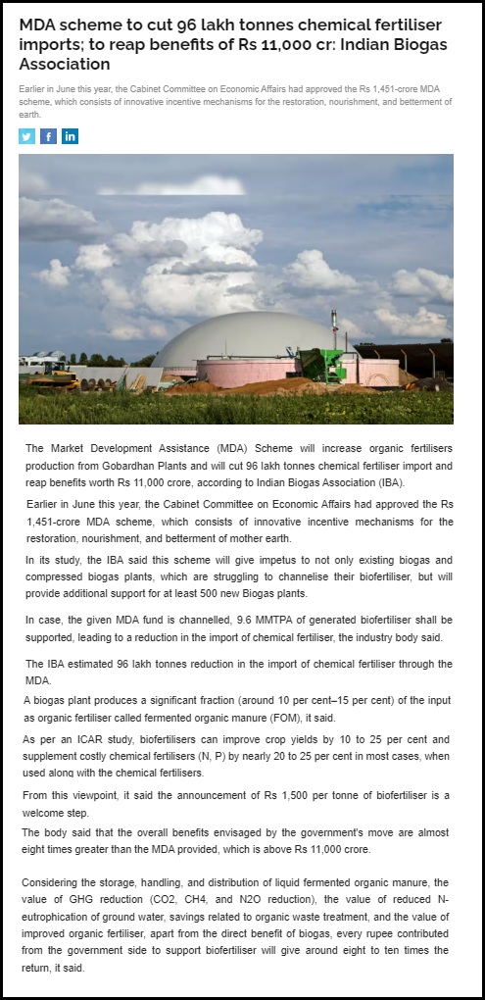 MDA scheme to cut 96 lakh tonnes chemical fertiliser
imports; to reap benefits of Rs 11,000 cr: Indian Biogas
Association
Earlier in June this year, the Cabinet Committee on Economic Affairs had approved the Rs 1,451-crore MDA
scheme, which consists of innovative incentive mechanisms for the restoration, nourishment, and betterment of
earth.
The Market Development Assistance (MDA) Scheme will increase organic fertilisers
production from Gobardhan Plants and will cut 96 lakh tonnes chemical fertiliser import and
reap benefits worth Rs 11,000 crore, according to Indian Biogas Association (IBA).
Earlier in June this year, the Cabinet Committee on Economic Affairs had approved the Rs
1,451-crore MDA scheme, which consists of innovative incentive mechanisms for the
restoration, nourishment, and betterment of mother earth.
In its study, the IBA said this scheme will give impetus to not only existing biogas and
compressed biogas plants, which are struggling to channelise their biofertiliser, but will
provide additional support for at least 500 new Biogas plants.
In case, the given MDA fund is channelled, 9.6 MMTPA of generated biofertiliser shall be
supported, leading to a reduction in the import of chemical fertiliser, the industry body said.
The IBA estimated 96 lakh tonnes reduction in the import of chemical fertiliser through the
MDA.
A biogas plant produces a significant fraction (around 10 per cent–15 per cent) of the input
as organic fertiliser called fermented organic manure (FOM), it said.
As per an ICAR study, biofertilisers can improve crop yields by 10 to 25 per cent and
supplement costly chemical fertilisers (N, P) by nearly 20 to 25 per cent in most cases, when
used along with the chemical fertilisers.
From this viewpoint, it said the announcement of Rs 1,500 per tonne of biofertiliser is a
welcome step.
The body said that the overall benefits envisaged by the government's move are almost
eight times greater than the MDA provided, which is above Rs 11,000 crore.
Considering the storage, handling, and distribution of liquid fermented organic manure, the
value of GHG reduction (CO2, CH4, and N2O reduction), the value of reduced N-
eutrophication of ground water, savings related to organic waste treatment, and the value of
improved organic fertiliser, apart from the direct benefit of biogas, every rupee contributed
from the government side to support biofertiliser will give around eight to ten times the
return, it said.